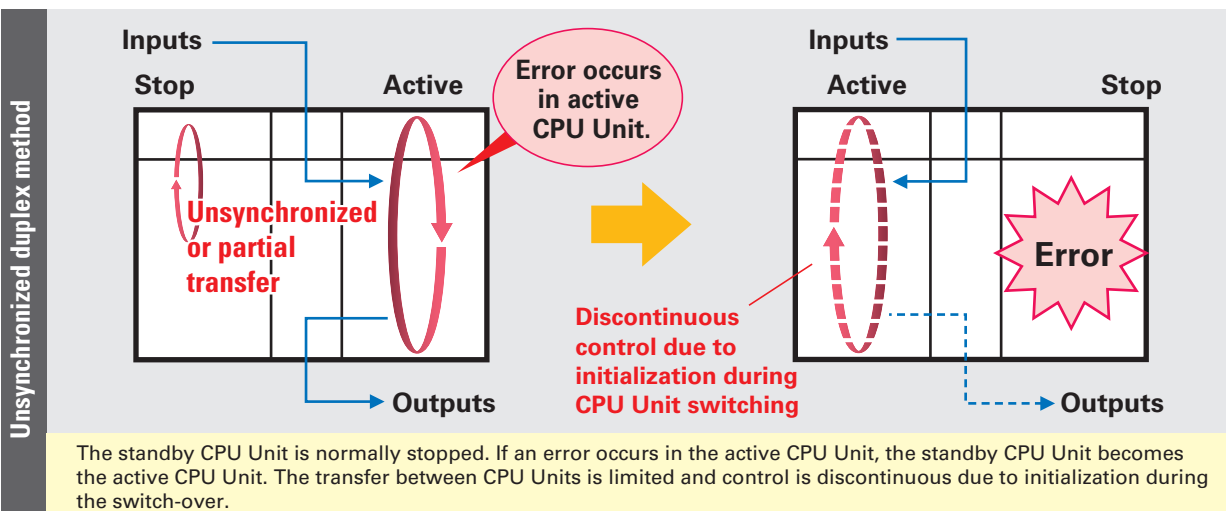 Unsynchronized duplex method
Inputs
Stop
Active
Error occurs
in active
CPU Unit.
Unsynchronized
or partial
transfer
Outputs
Inputs
Active
Stop
Error
Discontinuous
control due to
initialization during
CPU Unit switching
Outputs
The standby CPU Unit is normally stopped. If an error occurs in the active CPU Unit, the standby CPU Unit becomes
the active CPU Unit. The transfer between CPU Units is limited and control is discontinuous due to initialization during
the switch-over.